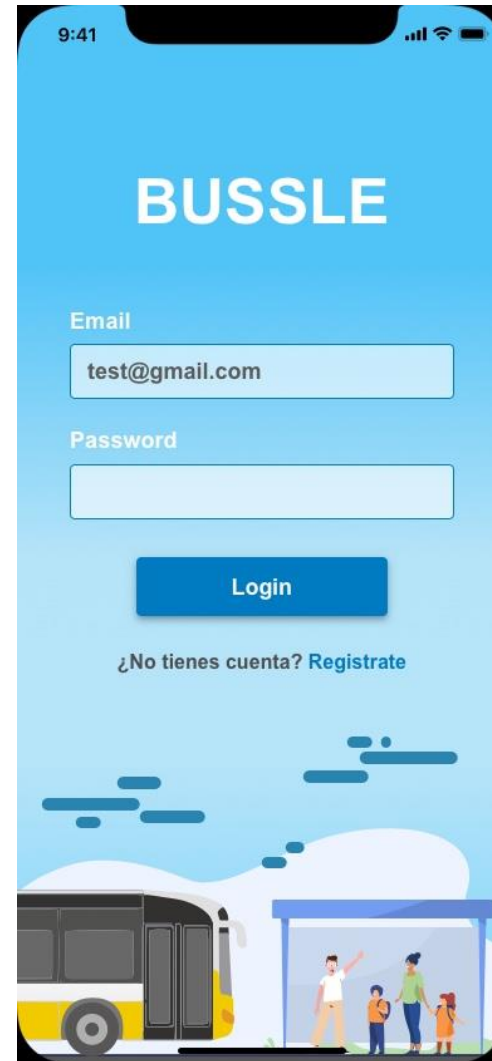 9:41
BUSSLE
Email
test@gmail.com
Password
Login
¿No tienes cuenta? Registrate